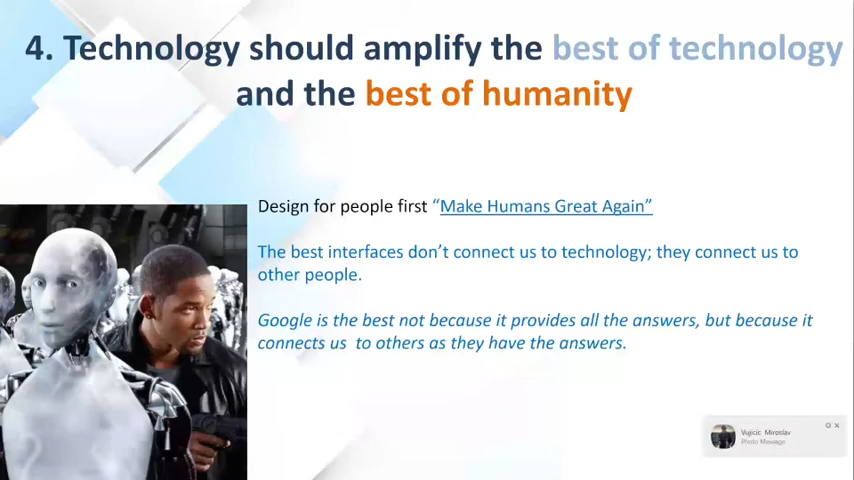 4. Technology should amplify the best of technology
and the best of humanity
Design for people first “Make Humans Great Again”
The best interfaces don’t connect us to technology; they connect us to
other people.
Google is the best not because it provides all the answers, but because it
connects us  to others as they have the answers.
Vujicic Miroslav
Photo Message